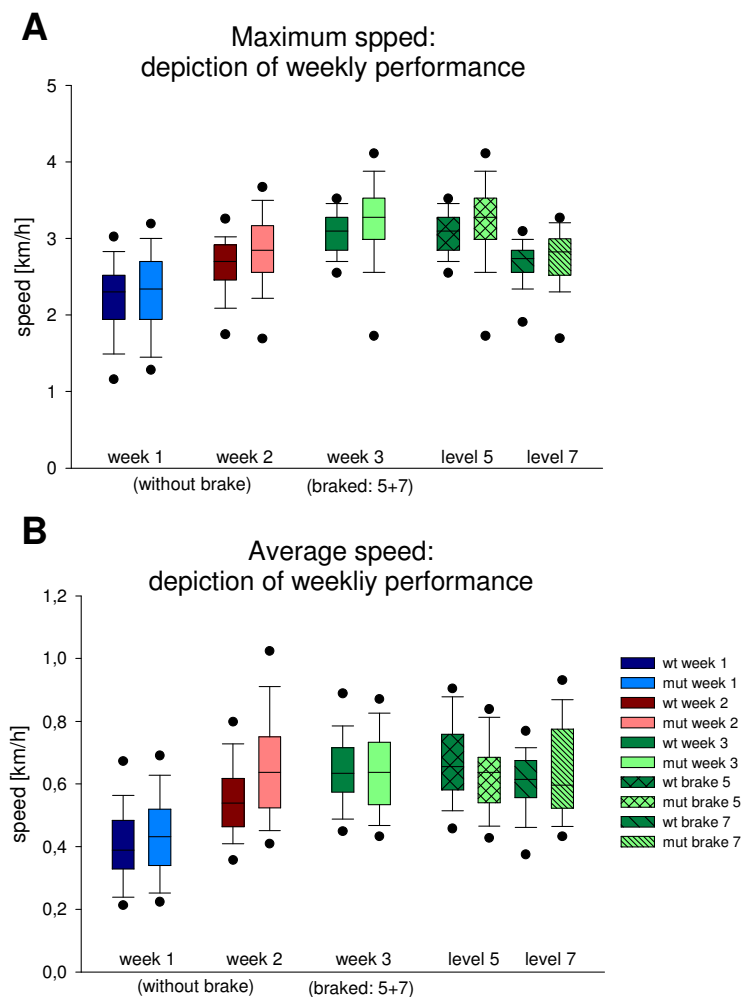 A
Maximum spped:
depiction of weekly performance
5
4
3
2
1
0
speed [km/h]
week 1 week 2 week 3 level 5 level 7
(without brake) (braked: 5+7)
B
Average speed:
depiction of weekliy performance
1,2
1,0
0,8
0,6
0,4
0,2
0,0
speed [km/h]
week 1 week 2 week 3 level 5 level 7
(without brake) (braked: 5+7)
wt week 1
mut week 1
wt week 2
mut week 2
wt week 3
mut week 3
wt brake 5
mut brake 5
wt brake 7
mut brake 7